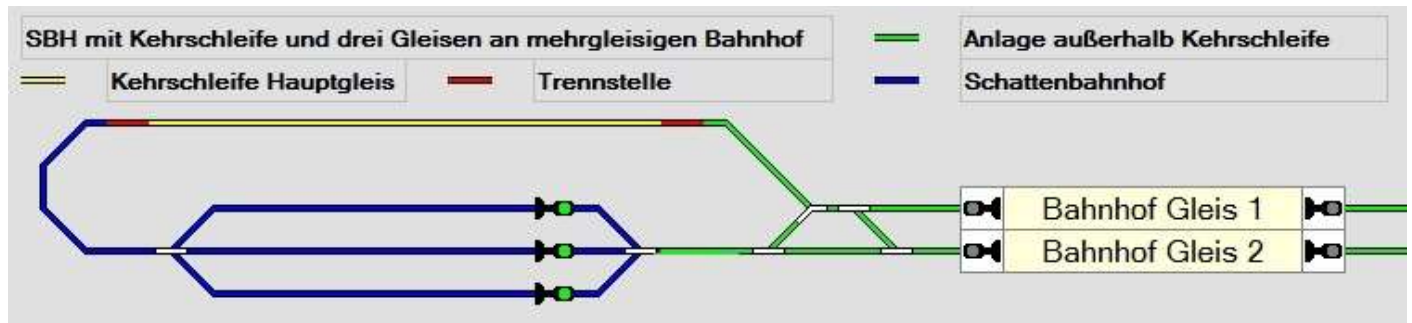 SBH mit Kehrschleife und drei Gleisen an mehrgleisigen Bahnhof
Anlage außerhalb Kehrschleife
Kehrschleife Hauptgleis
Trennstelle
Schattenbahnhof
Bahnhof Gleis 1
Bahnhof Gleis 2